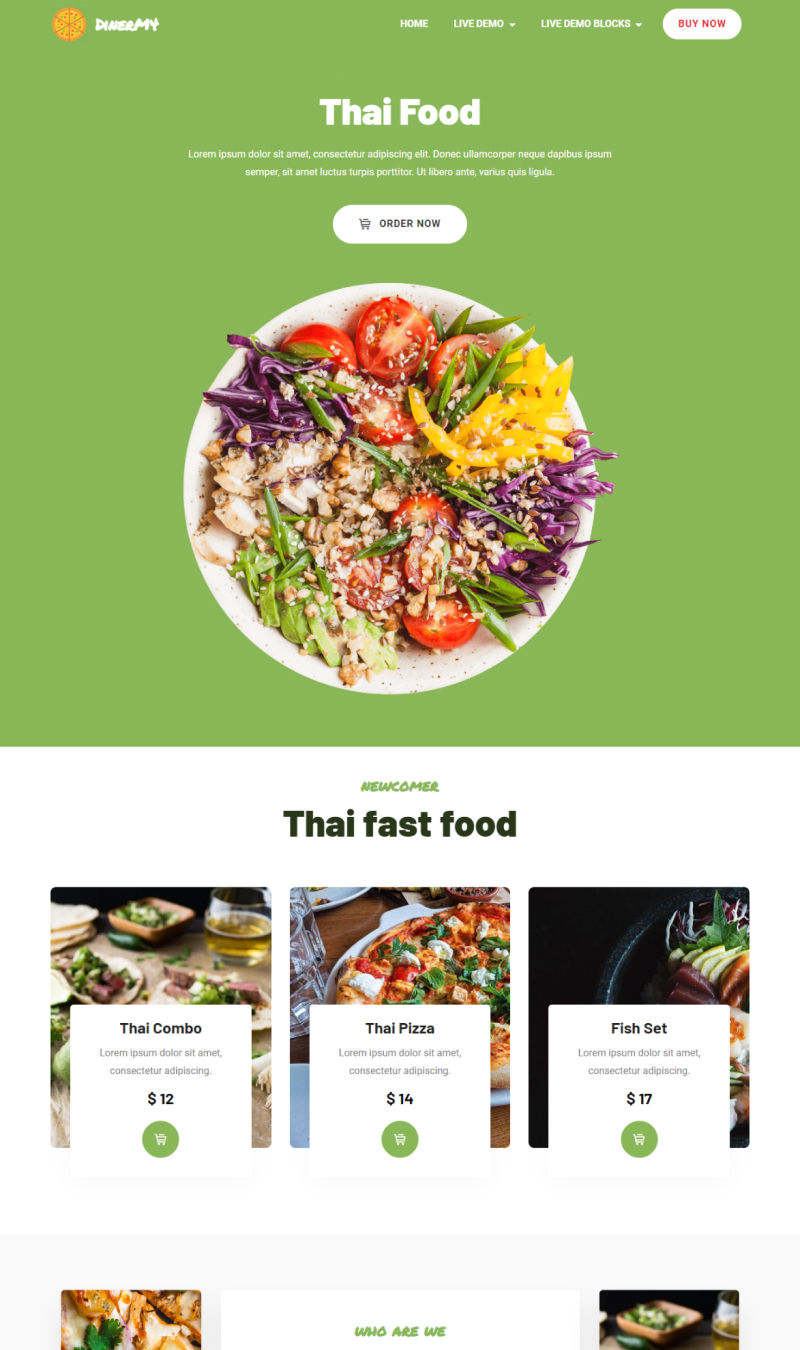 DinerM4
HOME
LIVE DEMO
LIVE DEMO BLOCKS
BUY NOW
Thai Food
Lorem ipsum dolor sit amet, consectetur adipiscing elit. Donec ullamcorper neque dapibus ipsum
semper, sit amet luctus turpis porttitor. Ut libero ante, varius quis ligula.
ORDER NOW
NEWCOMER
Thai fast food
Thai Combo
Lorem ipsum dolor sit amet,
consectetur adipiscing.
$ 12
Thai Pizza
Lorem ipsum dolor sit amet,
consectetur adipiscing.
$ 14
Fish Set
Lorem ipsum dolor sit amet,
consectetur adipiscing.
$ 17
WHO ARE WE